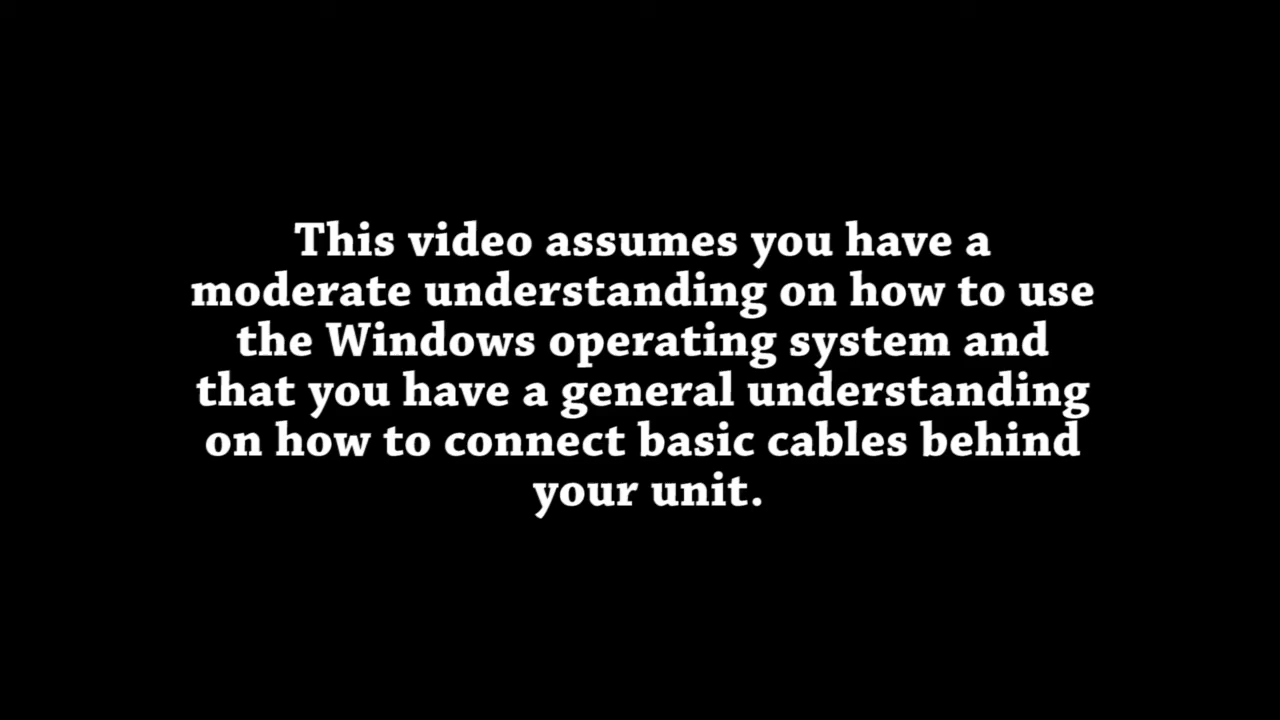 This video assumes you have a
moderate understanding on how to use
the Windows operating system and
that you have a general understanding
on how to connect basic cables behind
your unit.